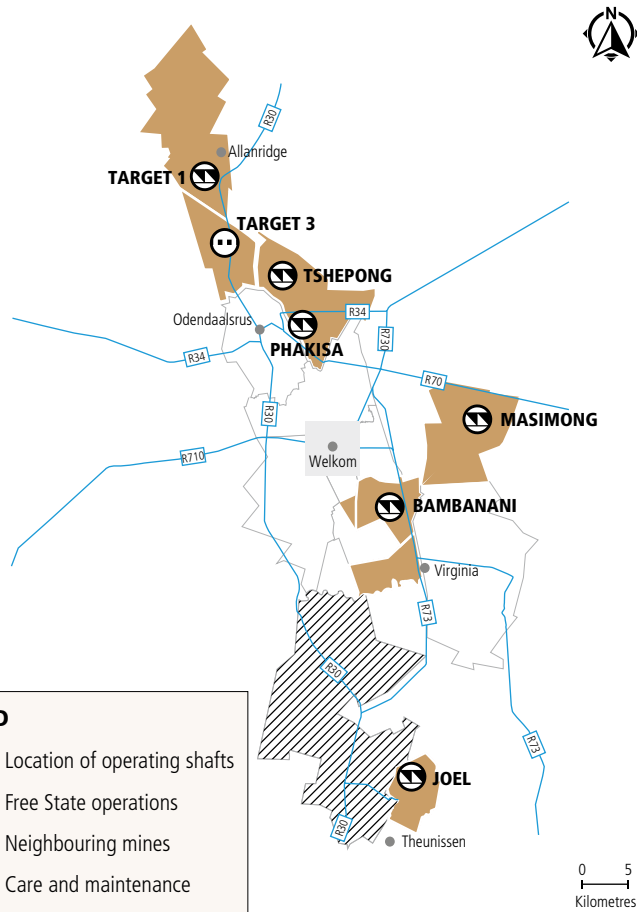 N
R30
Allanridge
TARGET 1
TARGET 3
TSHEPONG
Odendaalsrus
R34
PHAKISA
R730
R34
R70
R30
MASIMONG
R710
Welkom
BAMBANANI
Virginia
R73
R30
R73
JOEL
R30
Theunissen
D
Location of operating shafts
Free State operations
Neighbouring mines
Care and maintenance
0 5
Kilometres